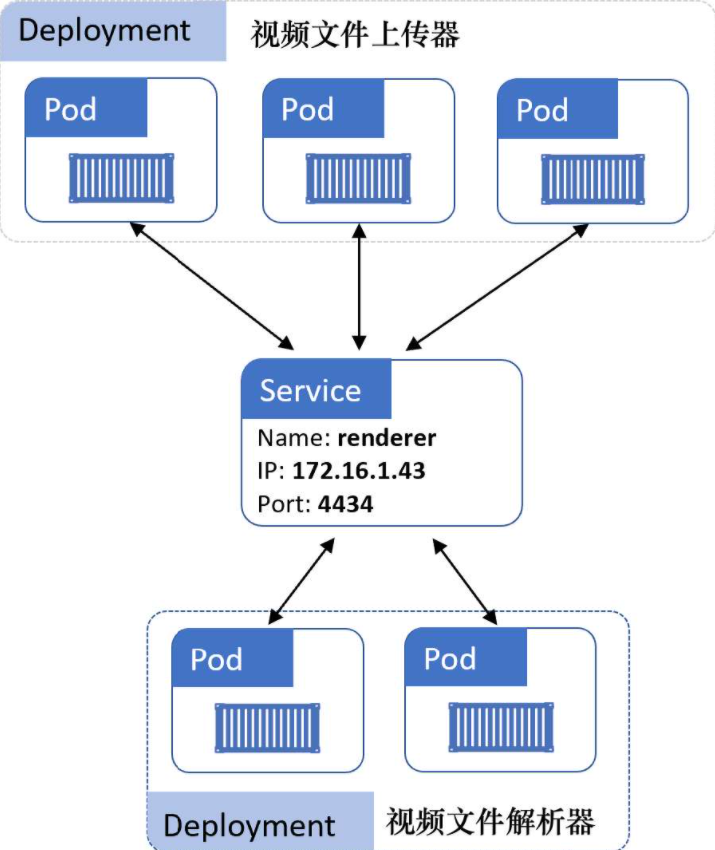 Deployment 视频文件上传器
Pod Pod Pod
Service
Name: renderer
IP: 172.16.1.43
Port: 4434
Pod Pod
Deployment 视频文件解析器